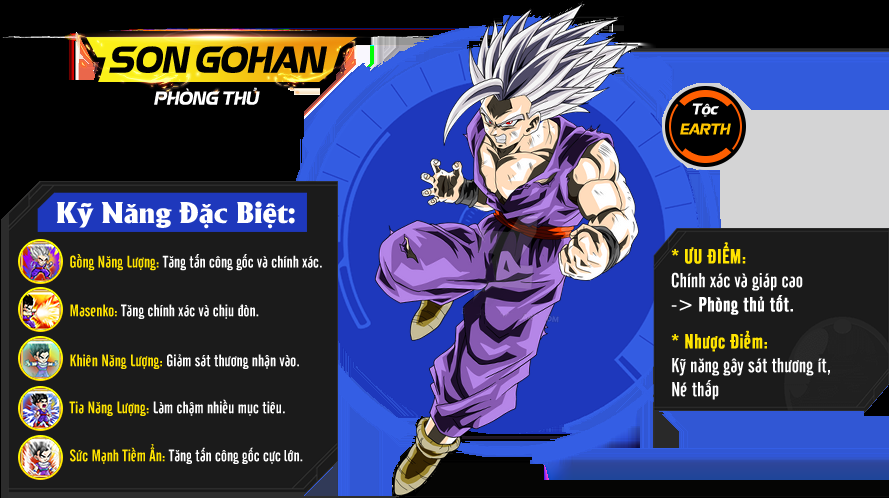 SON GOHAN
PHÒNG THỦ
Tộc
EARTH
Kỹ Năng Đặc Biệt:
Gồng Năng Lượng: Tăng tấn công gốc và chính xác.
Masenko: Tăng chính xác và chịu đòn.
Khiên Năng Lượng: Giảm sát thương nhận vào.
Tia Năng Lượng: Làm chậm nhiều mục tiêu.
Sức Mạnh Tiềm Ẩn: Tăng tấn công gốc cực lớn.
* ƯU ĐIỂM:
Chính xác và giáp cao
-> Phòng thủ tốt.
* Nhược Điểm:
Kỹ năng gây sát thương ít,
Né thấp